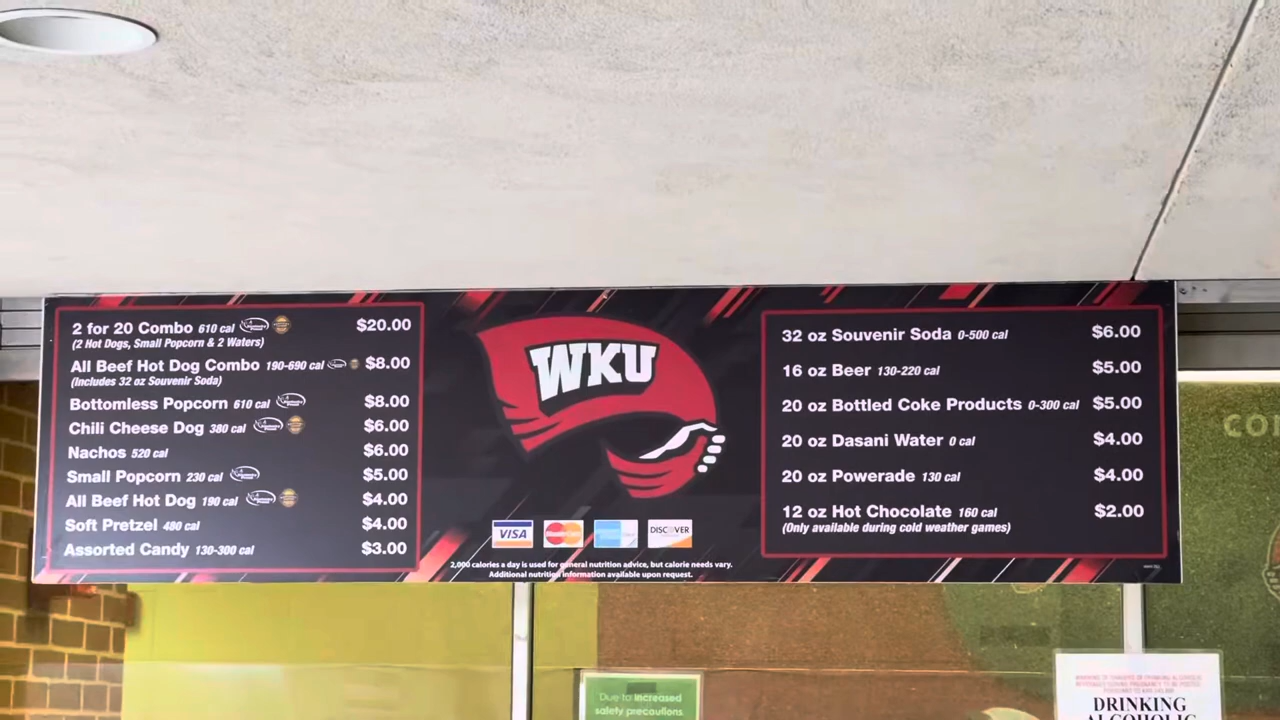 2 for 20 Combo 610 cal $20.00
(2 Hot Dogs, Small Popcorn & 2 Waters)
All Beef Hot Dog Combo 190-690 cal $8.00
(Includes 32 oz Souvenir Soda)
Bottomless Popcorn 610 cal $8.00
Chili Cheese Dog 380 cal $6.00
Nachos 520 cal $6.00
Small Popcorn 230 cal $5.00
All Beef Hot Dog 190 cal $4.00
Soft Pretzel 480 cal $4.00
Assorted Candy 130-300 cal $3.00
WKU
VISA
DISCOVER
2,000 calories a day is used for general nutrition advice, but calorie needs vary.
Additional nutrition information available upon request.
32 oz Souvenir Soda 0-500 cal $6.00
16 oz Beer 130-220 cal $5.00
20 oz Bottled Coke Products 0-300 cal $5.00
20 oz Dasani Water 0 cal $4.00
20 oz Powerade 130 cal $4.00
12 oz Hot Chocolate 160 cal $2.00
(Only available during cold weather games)
CO
Due to Increased
safety precautions
DRINKING
ALCOHOLIC